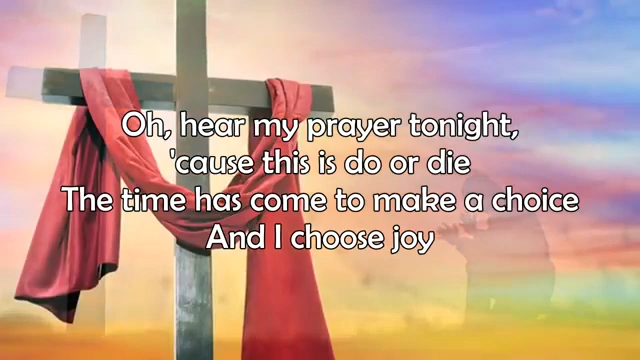 Oh, hear my prayer tonight,
'cause this is do or die
The time has come to make a choice
And I choose joy